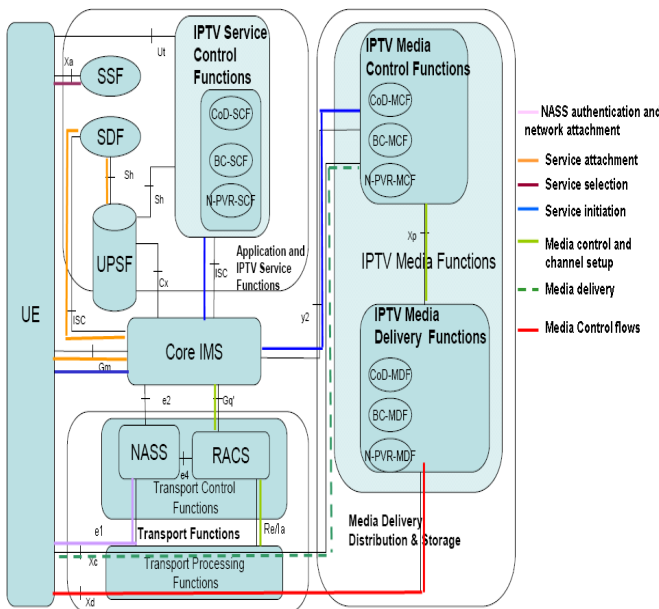 UE
Xa
Ut
SSF
SDF
Sh
Sh
UPSF
Cx
ISC
ISC
IPTV Service
Control
Functions
CoD-SCF
BC-SCF
N-PVR-SCF
Application and
IPTV Service
Functions
Core IMS
Gm
e2
Gq'
y2
NASS
RACS
e4
Transport Control
Functions
e1
Transport Functions
Re/Ia
Xc
Transport Processing
Functions
Xd
IPTV Media
Control Functions
CoD-MCF
BC-MCF
N-PVR-MCF
Xp
IPTV Media Functions
IPTV Media
Delivery Functions
CoD-MDF
BC-MDF
N-PVR-MDF
Media Delivery
Distribution & Storage
NASS authentication and
network attachment
Service attachment
Service selection
Service initiation
Media control and
channel setup
Media delivery
Media Control flows